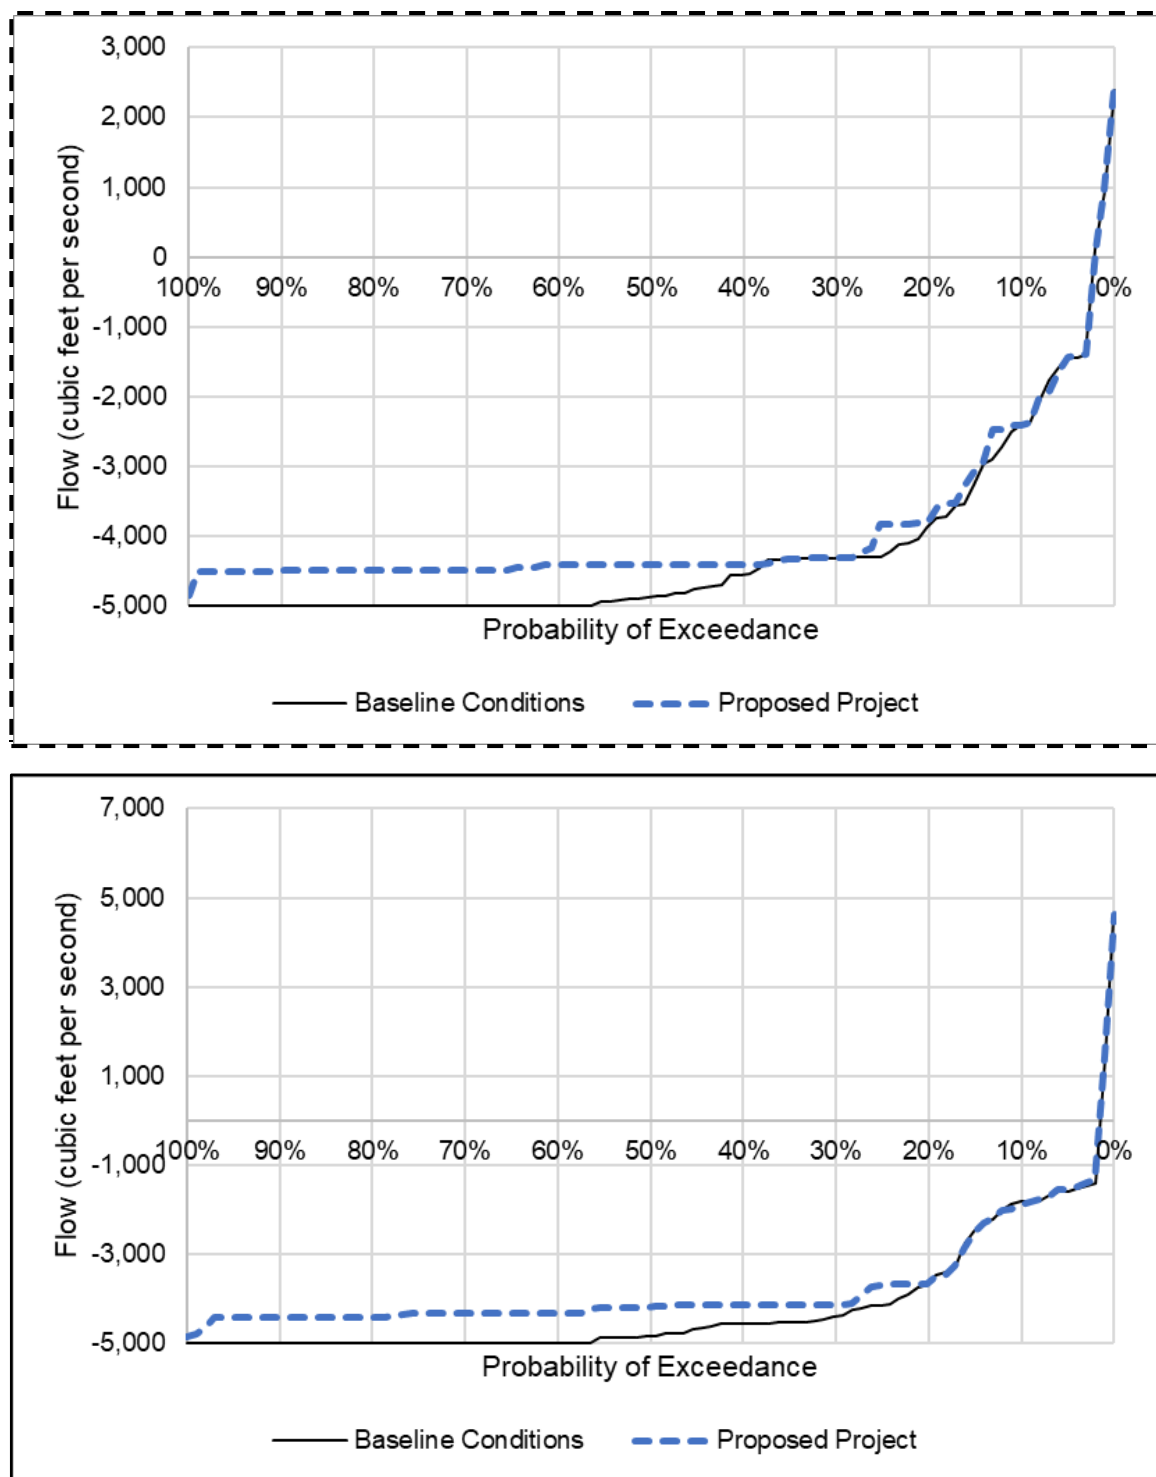 3,000
2,000
1,000
0
100% 90% 80% 70% 60% 50% 40% 30% 20% 10% 0%
-1,000
-2,000
-3,000
-4,000
-5,000
Flow (cubic feet per second)
Probability of Exceedance
Baseline Conditions Proposed Project
7,000
5,000
3,000
1,000
100% 90% 80% 70% 60% 50% 40% 30% 20% 10% 0%
-1,000
-3,000
-5,000
Flow (cubic feet per second)
Probability of Exceedance
Baseline Conditions Proposed Project